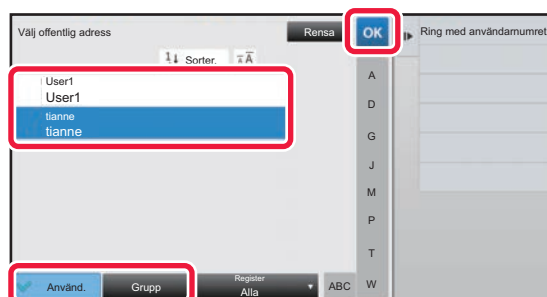 Välj offentlig adress
Rensa
OK
Ring med användarnumret
Sorter.
User1
User1
tianne
tianne
A
D
G
J
M
P
T
W
Använd.
Grupp
Register
Alla
ABC